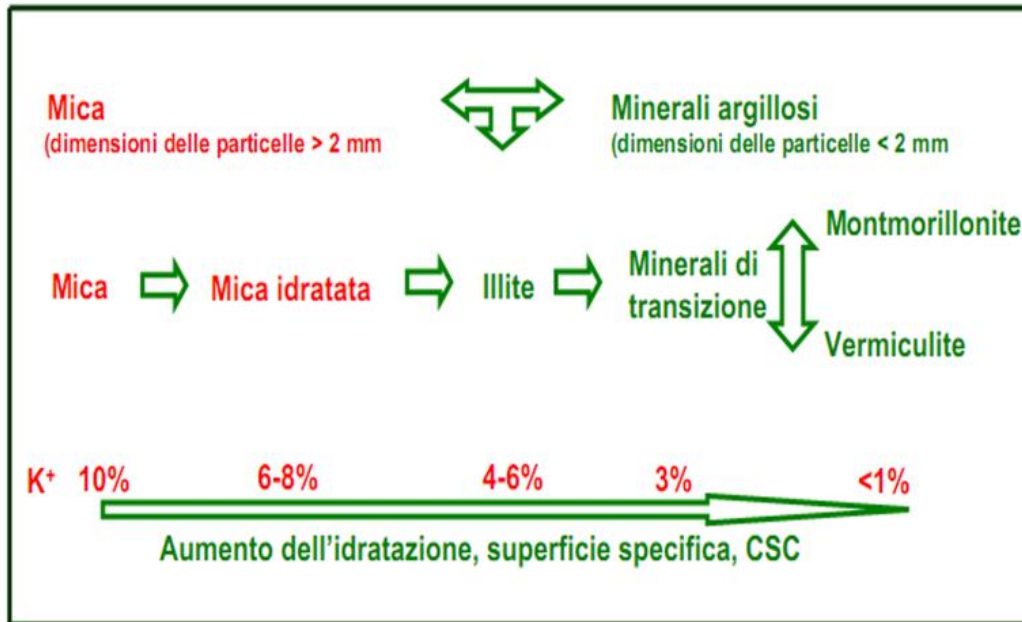 Mica
(dimensioni delle particelle > 2 mm
Minerali argillosi
(dimensioni delle particelle < 2 mm
Mica
Mica idratata
Illite
Minerali di
transizione
Montmorillonite
Vermiculite
K⁺ 10% 6-8% 4-6% 3% <1%
Aumento dell'idratazione, superficie specifica, CSC